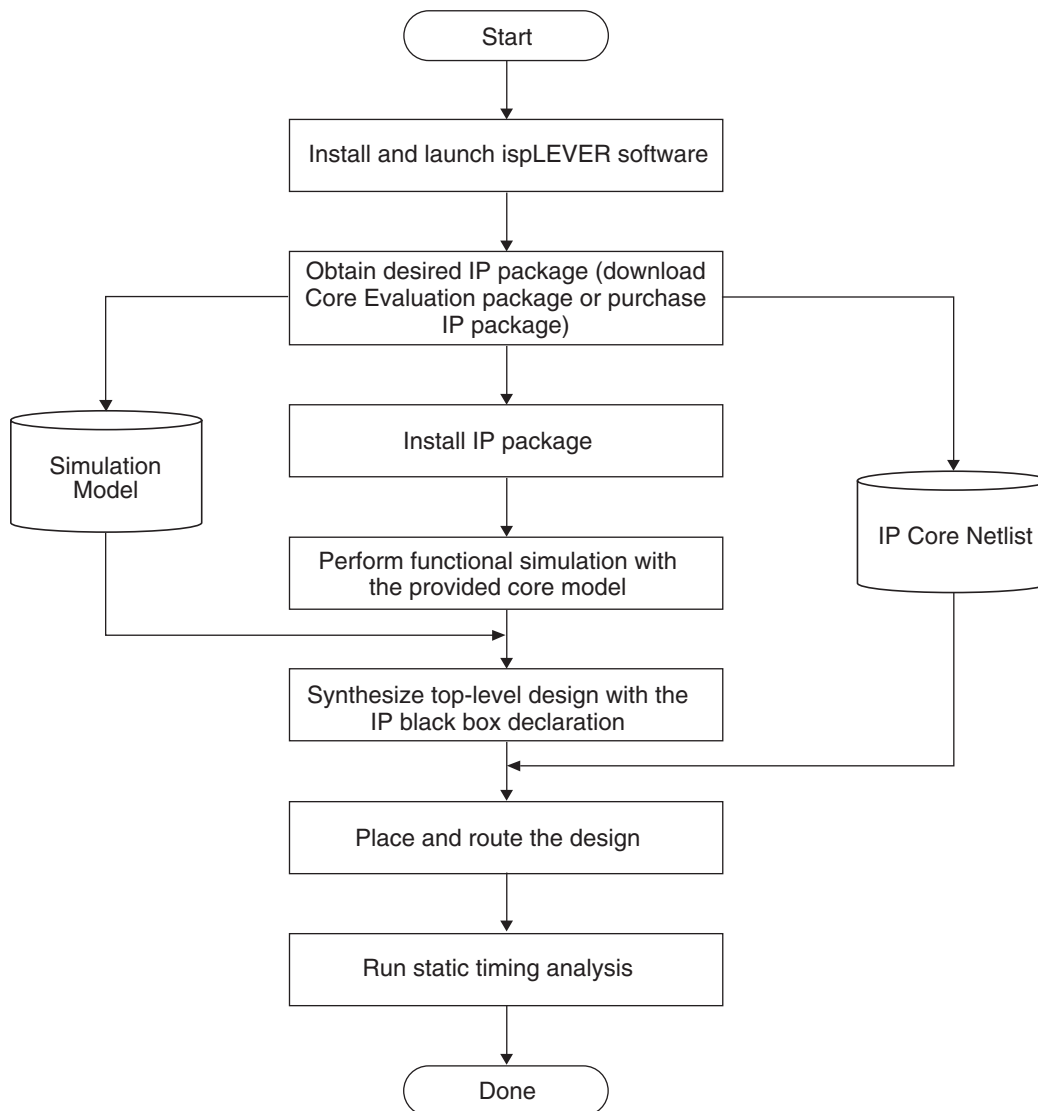 Start
Install and launch ispLEVER software
Obtain desired IP package (download
Core Evaluation package or purchase
IP package)
Install IP package
Simulation
Model
IP Core Netlist
Perform functional simulation with
the provided core model
Synthesize top-level design with the
IP black box declaration
Place and route the design
Run static timing analysis
Done